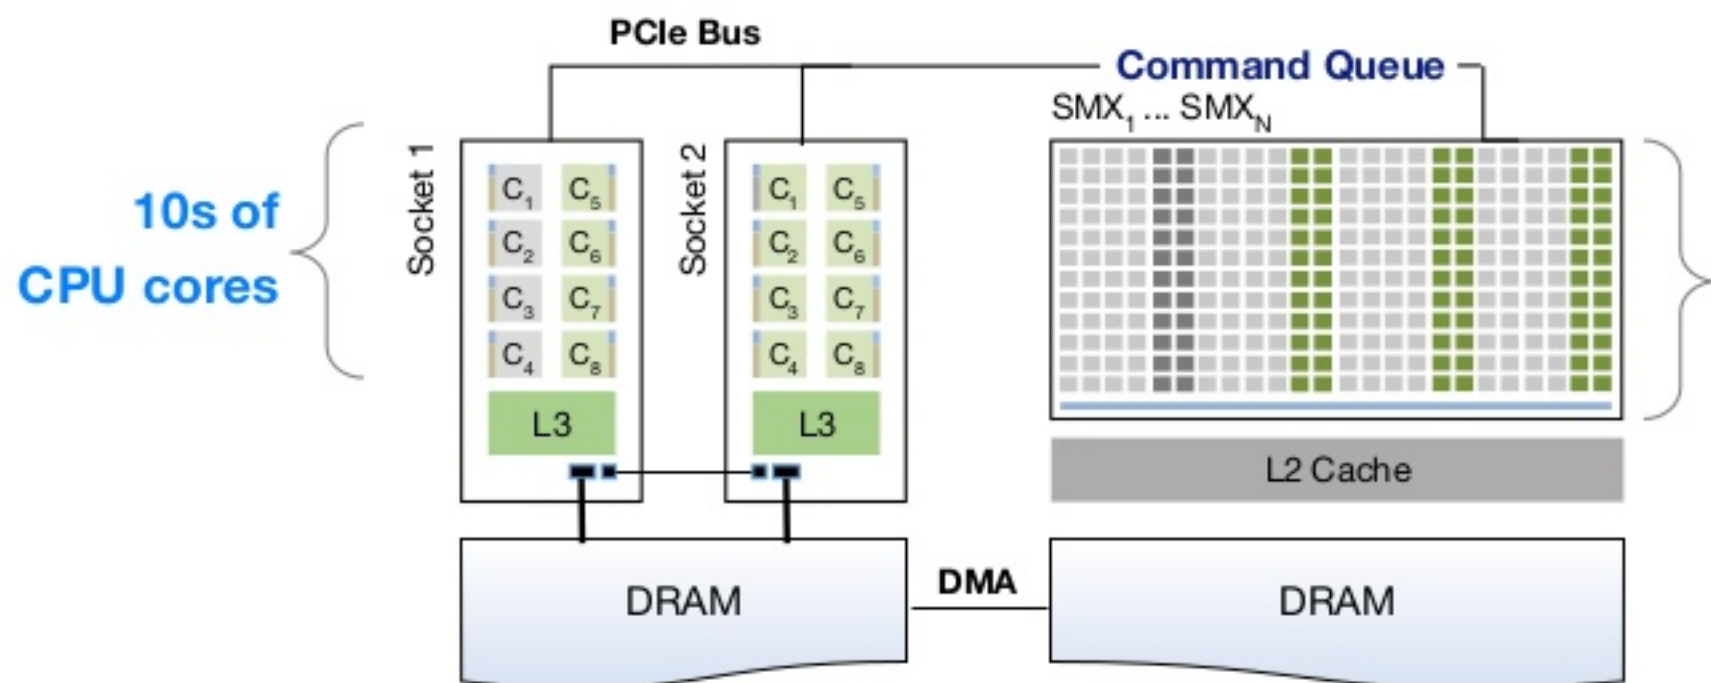 PCIe Bus
Command Queue
SMX1 ... SMXN
Socket 1
Socket 2
10s of
CPU cores
C1 C5
C2 C6
C3 C7
C4 C8
L3
C1 C5
C2 C6
C3 C7
C4 C8
L3
L2 Cache
DRAM
DMA
DRAM